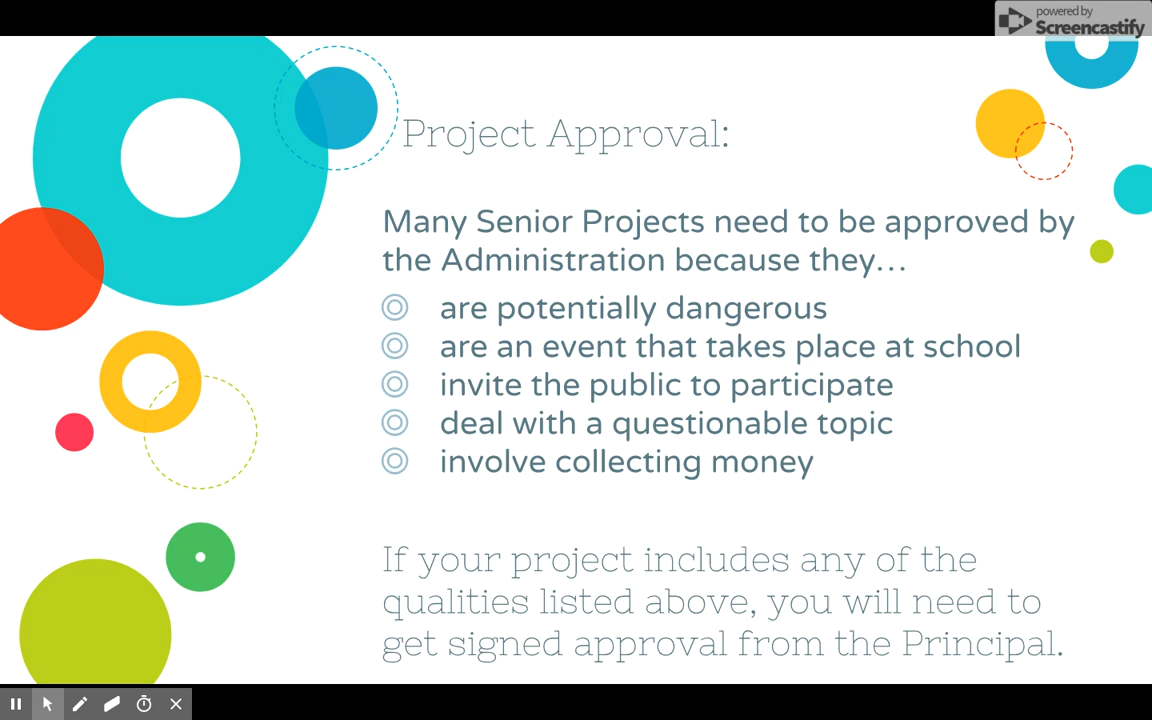 powered by
Screencastify
Project Approval:
Many Senior Projects need to be approved by
the Administration because they…
are potentially dangerous
are an event that takes place at school
invite the public to participate
deal with a questionable topic
involve collecting money
If your project includes any of the
qualities listed above, you will need to
get signed approval from the Principal.